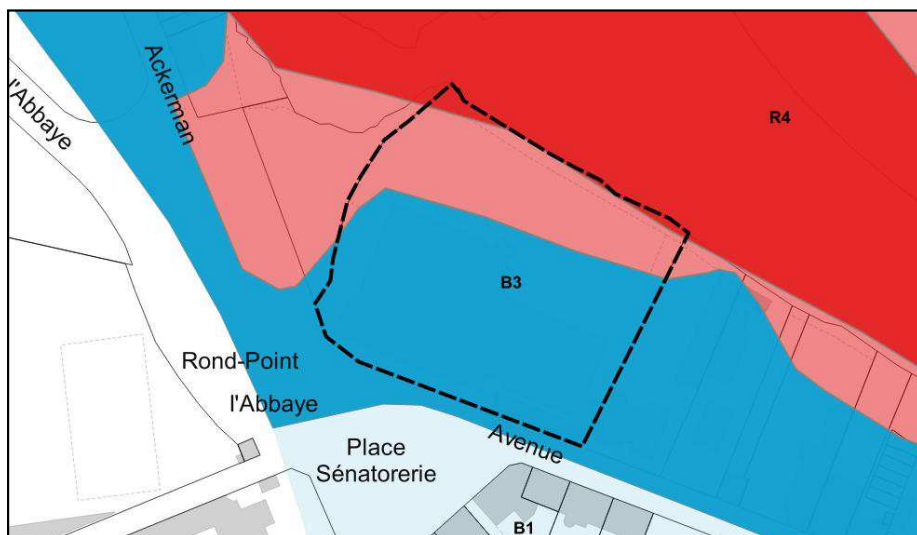 l'Abbaye
Ackerman
R4
B3
Rond-Point
l'Abbaye
Place
Sénatorerie
Avenue
B1